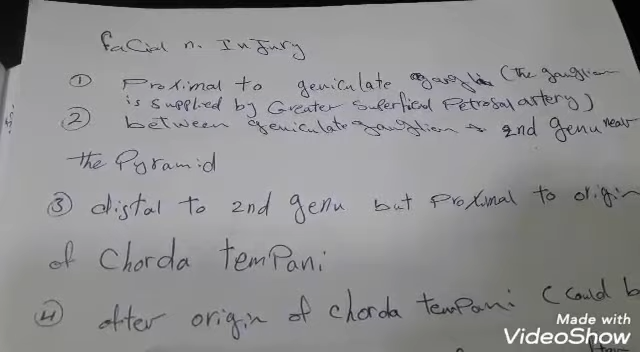 facial n. Injury
① Proximal to geniculate gangli (The ganglion
is supplied by Greater Superfical Petrosal artery)
② between geniculate ganglion → 2nd genu near
the Pyramid
③ distal to 2nd genu but Proximal to origin
of Chorda temPani
④ after origin of chorda temPani (could b
Made with
VideoShow